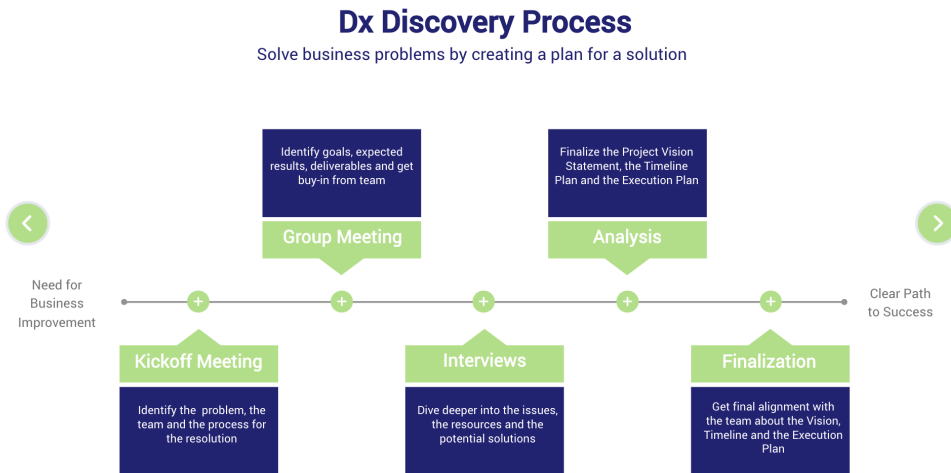 Dx Discovery Process
Solve business problems by creating a plan for a solution
Need for
Business
Improvement
Kickoff Meeting
Identify the problem, the
team and the process for
the resolution
Identify goals, expected
results, deliverables and get
buy-in from team
Group Meeting
Interviews
Dive deeper into the issues,
the resources and the
potential solutions
Finalize the Project Vision
Statement, the Timeline
Plan and the Execution Plan
Analysis
Finalization
Get final alignment with
the team about the Vision,
Timeline and the Execution
Plan
Clear Path
to Success